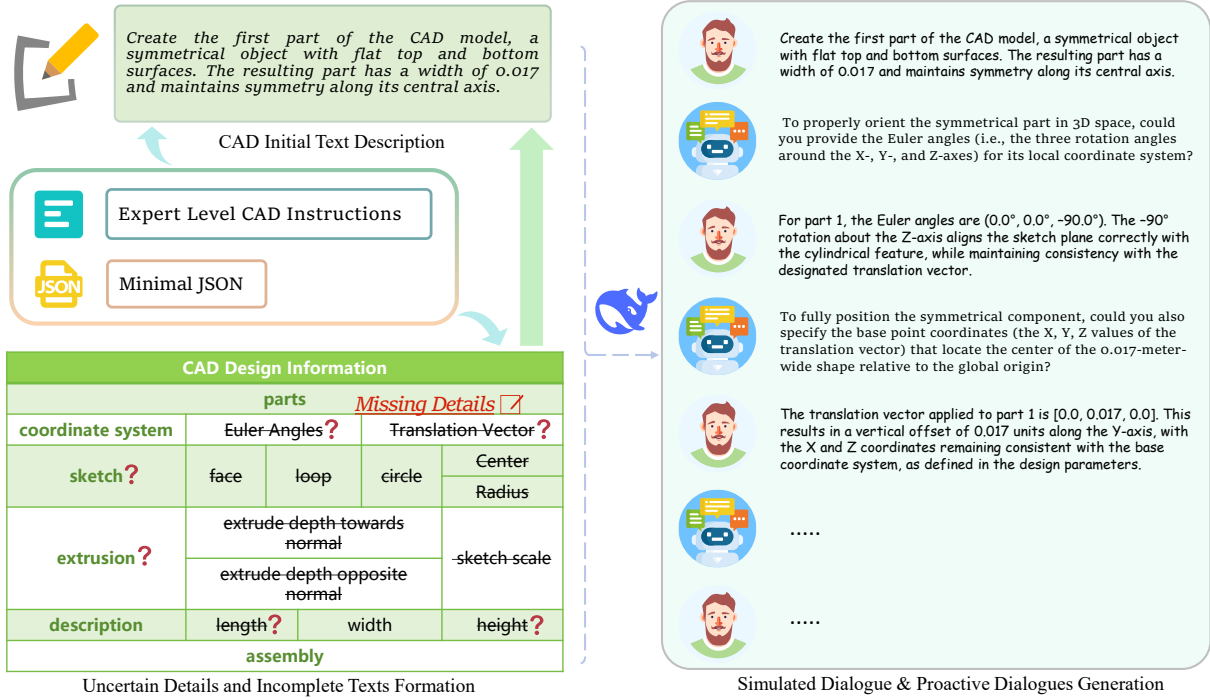 Create the first part of the CAD model, a
symmetrical object with flat top and bottom
surfaces. The resulting part has a width of 0.017
and maintains symmetry along its central axis.
CAD Initial Text Description
Expert Level CAD Instructions
JSON
Minimal JSON
CAD Design Information
parts
Missing Details
coordinate system
Euler Angles?
Translation Vector?
sketch?
face
loop
circle
Center
Radius
extrusion?
extrude depth towards
normal
extrude depth opposite
normal
sketch scale
description
length?
width
height?
assembly
Uncertain Details and Incomplete Texts Formation
Create the first part of the CAD model, a symmetrical object
with flat top and bottom surfaces. The resulting part has a
width of 0.017 and maintains symmetry along its central axis.
To properly orient the symmetrical part in 3D space, could
you provide the Euler angles (i.e., the three rotation angles
around the X-, Y-, and Z-axes) for its local coordinate system?
For part 1, the Euler angles are (0.0°, 0.0°, -90.0°). The -90°
rotation about the Z-axis aligns the sketch plane correctly with
the cylindrical feature, while maintaining consistency with the
designated translation vector.
To fully position the symmetrical component, could you also
specify the base point coordinates (the X, Y, Z values of the
translation vector) that locate the center of the 0.017-meter-
wide shape relative to the global origin?
The translation vector applied to part 1 is [0.0, 0.017, 0.0]. This
results in a vertical offset of 0.017 units along the Y-axis, with
the X and Z coordinates remaining consistent with the base
coordinate system, as defined in the design parameters.
.....
.....
Simulated Dialogue & Proactive Dialogues Generation